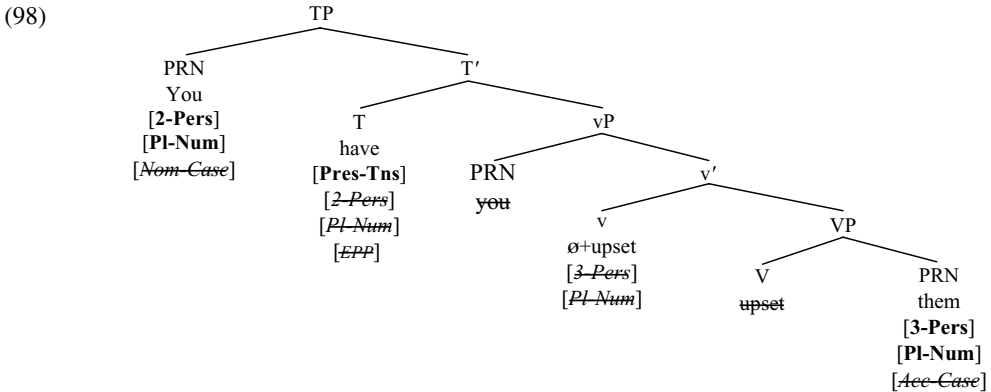 (98) TP
PRN T′
You
[2-Pers] T vP
[Pl-Num] have
[Nom-Case] [Pres-Tns] PRN v′
[2-Pers] you
[Pl-Num] v VP
[EPP] ø+upset
[3-Pers] V PRN
[Pl-Num] upset them
[3-Pers]
[Pl-Num]
[Acc-Case]